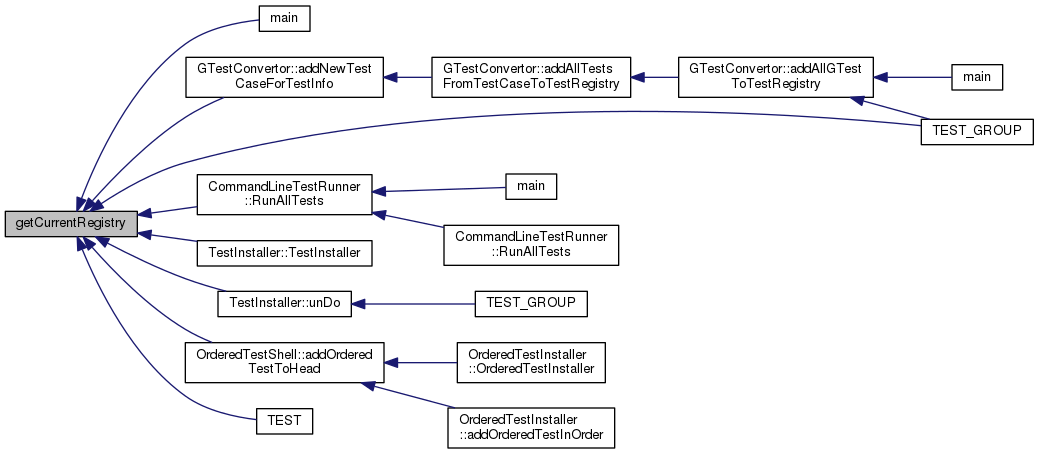 main
GTestConvertor::addNewTest
CaseForTestInfo
GTestConvertor::addAllTests
FromTestCaseToTestRegistry
GTestConvertor::addAllGTest
ToTestRegistry
main
TEST_GROUP
CommandLineTestRunner
::RunAllTests
main
getCurrentRegistry
CommandLineTestRunner
::RunAllTests
TestInstaller::TestInstaller
TestInstaller::unDo
TEST_GROUP
OrderedTestShell::addOrdered
TestToHead
OrderedTestInstaller
::OrderedTestInstaller
TEST
OrderedTestInstaller
::addOrderedTestInOrder